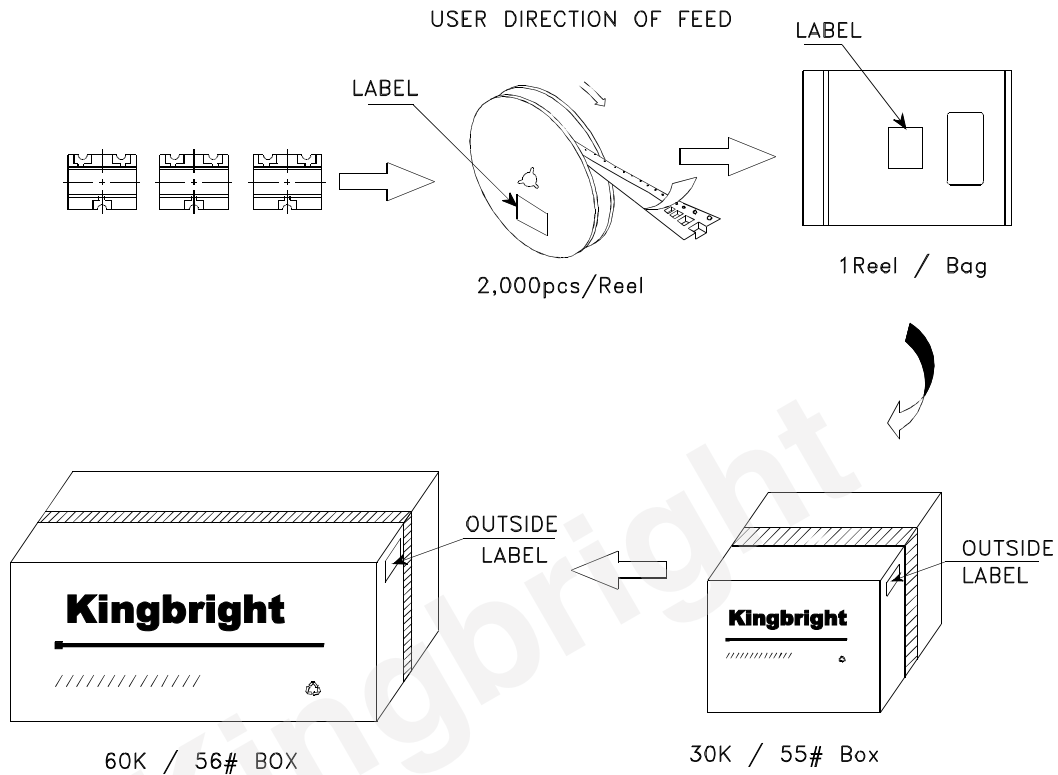 USER DIRECTION OF FEED
LABEL
LABEL
2,000pcs/Reel
1Reel / Bag
OUTSIDE
LABEL
OUTSIDE
LABEL
Kingbright
Kingbright
60K / 56# BOX
30K / 55# Box
Kingbright